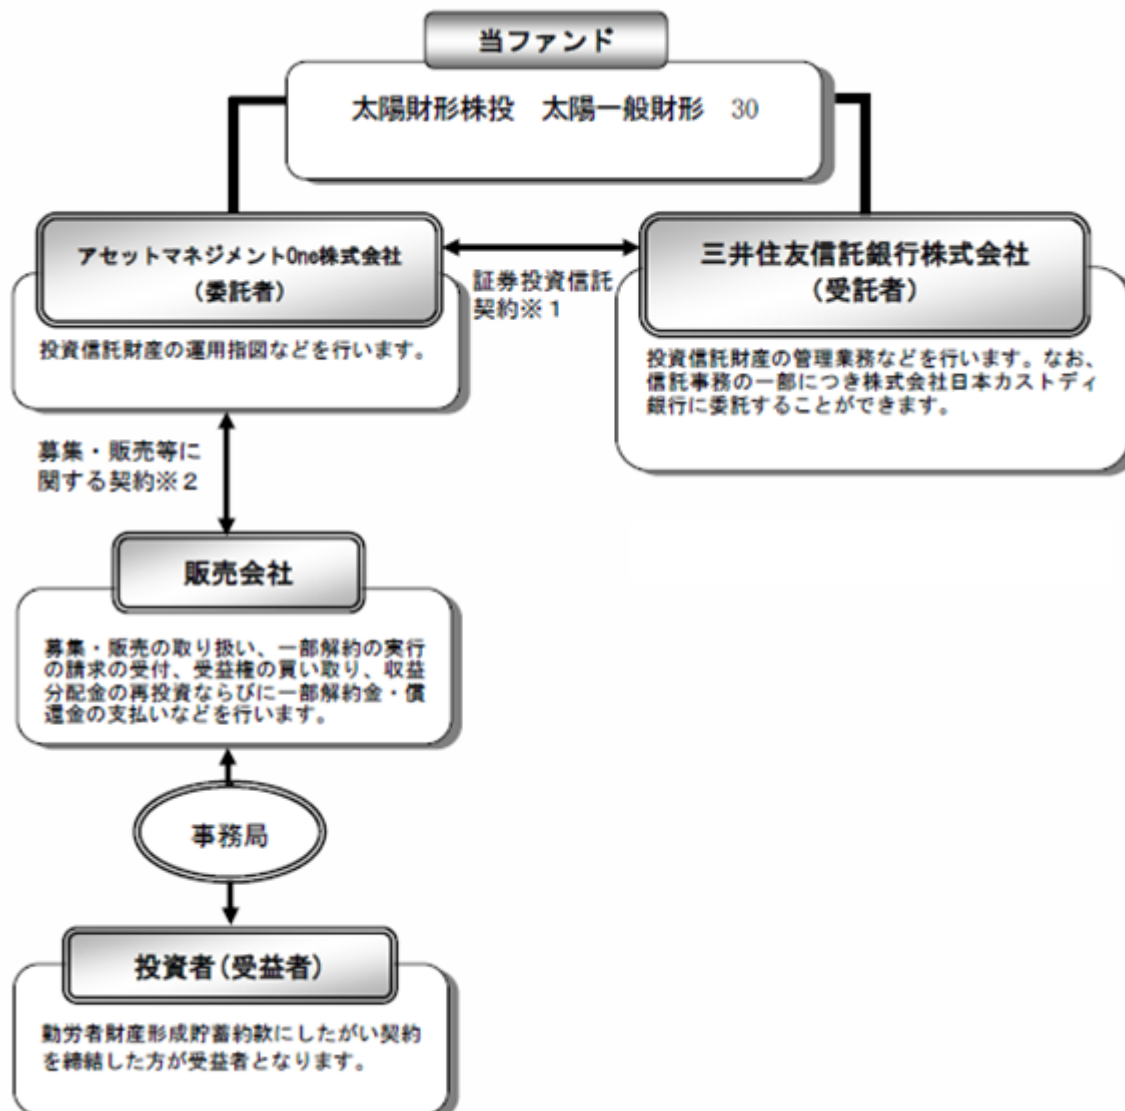 当ファンド
太陽財形株投　太陽一般財形　30
アセットマネジメントOne株式会社
（委託者）
投資信託財産の運用指図などを行います。
証券投資信託
契約※1
三井住友信託銀行株式会社
（受託者）
投資信託財産の管理業務などを行います。なお、
信託事務の一部につき株式会社日本カストディ
銀行に委託することができます。
募集・販売等に
関する契約※2
販売会社
募集・販売の取り扱い、一部解約の実行
の請求の受付、受益権の買い取り、収益
分配金の再投資ならびに一部解約金・償
還金の支払いなどを行います。
事務局
投資者(受益者)
勤労者財産形成貯蓄約款にしたがい契約
を締結した方が受益者となります。